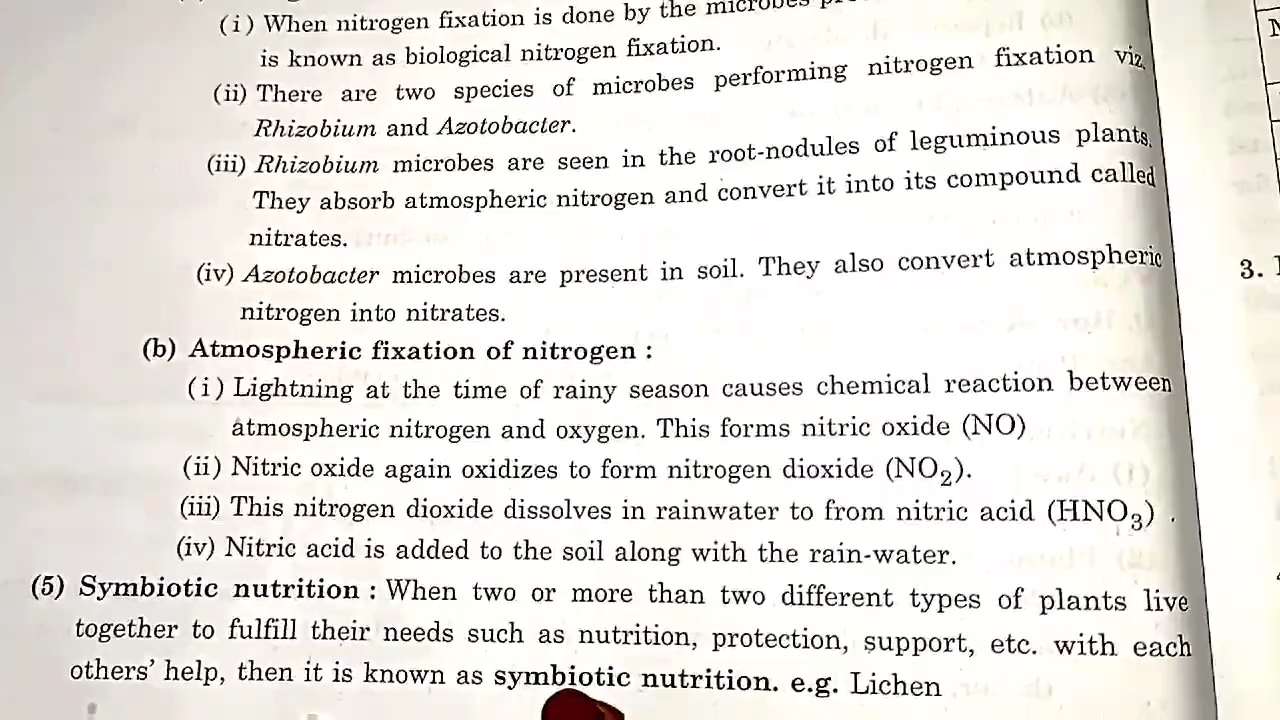 (i) When nitrogen fixation is done by the microbes
is known as biological nitrogen fixation.
(ii) There are two species of microbes performing nitrogen fixation viz.
Rhizobium and Azotobacter.
(iii) Rhizobium microbes are seen in the root-nodules of leguminous plants.
They absorb atmospheric nitrogen and convert it into its compound called
nitrates.
(iv) Azotobacter microbes are present in soil. They also convert atmospheric
nitrogen into nitrates.
(b) Atmospheric fixation of nitrogen :
(i) Lightning at the time of rainy season causes chemical reaction between
atmospheric nitrogen and oxygen. This forms nitric oxide (NO)
(ii) Nitric oxide again oxidizes to form nitrogen dioxide (NO₂).
(iii) This nitrogen dioxide dissolves in rainwater to from nitric acid (HNO₃) .
(iv) Nitric acid is added to the soil along with the rain-water.
(5) Symbiotic nutrition : When two or more than two different types of plants live
together to fulfill their needs such as nutrition, protection, support, etc. with each
others' help, then it is known as symbiotic nutrition. e.g. Lichen
3.